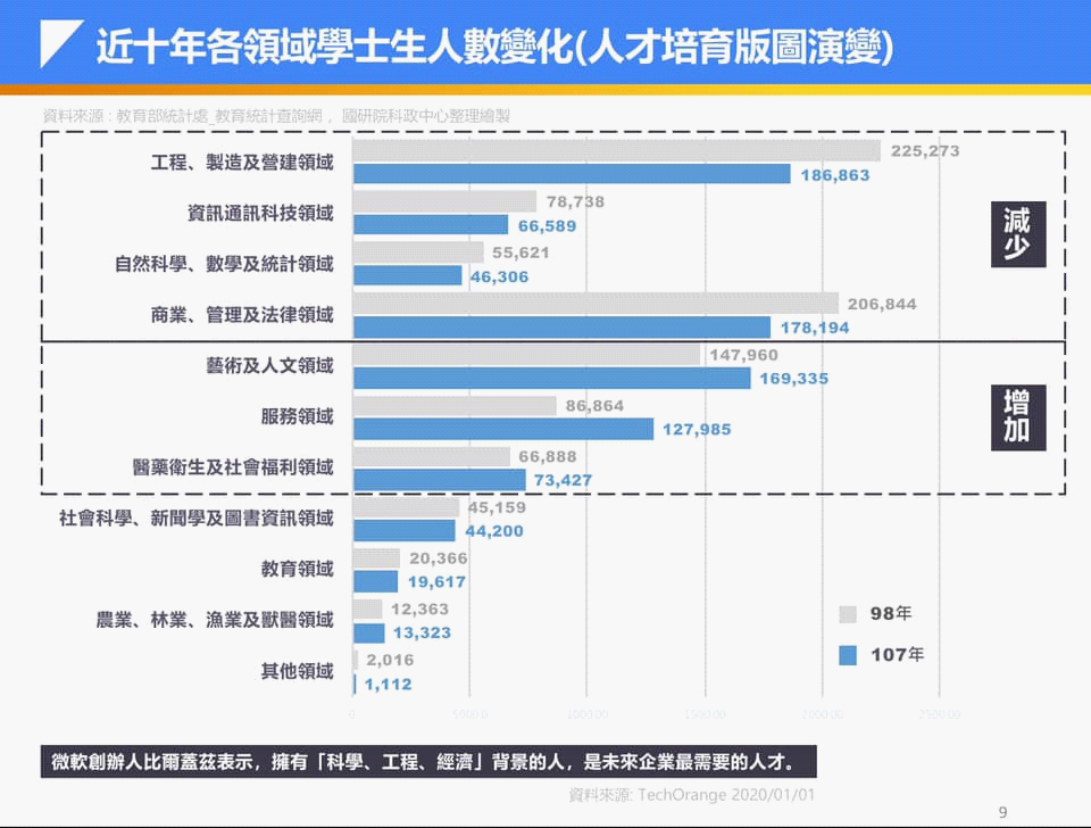 近十年各領域學士生人數變化(人才培育版圖演變)
資料來源 : 教育部統計處_教育統計查詢網 ， 國研院科政中心整理繪製
工程、製造及營建領域
225,273
186,863
資訊通訊科技領域
78,738
66,589
減少
自然科學、數學及統計領域
55,621
46,306
商業、管理及法律領域
206,844
178,194
藝術及人文領域
147,960
169,335
服務領域
86,864
127,985
增加
醫藥衛生及社會福利領域
66,888
73,427
社會科學、新聞學及圖書資訊領域
45,159
44,200
教育領域
20,366
19,617
農業、林業、漁業及獸醫領域
12,363
13,323
98年
107年
其他領域
2,016
1,112
0 50000 100000 150000 200000 250000
微軟創辦人比爾蓋茲表示，擁有「科學、工程、經濟」背景的人，是未來企業最需要的人才。
資料來源: TechOrange 2020/01/01
9